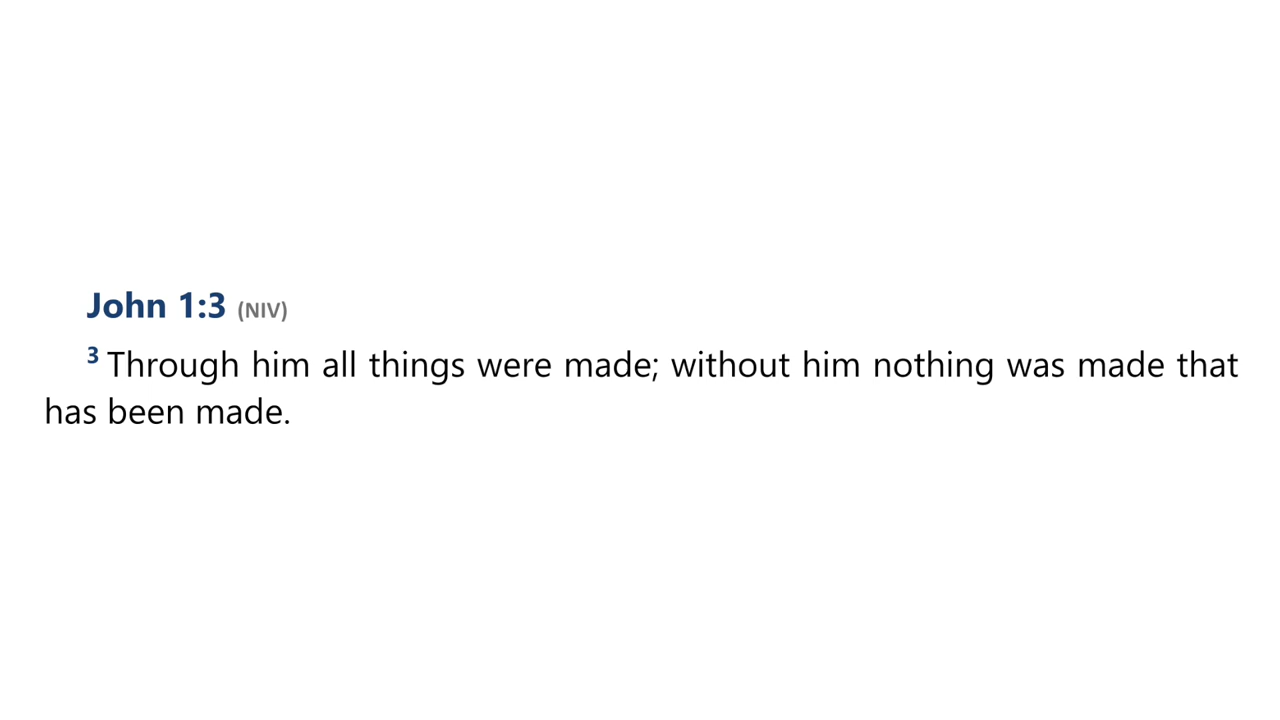 John 1:3 (NIV)
3 Through him all things were made; without him nothing was made that
has been made.